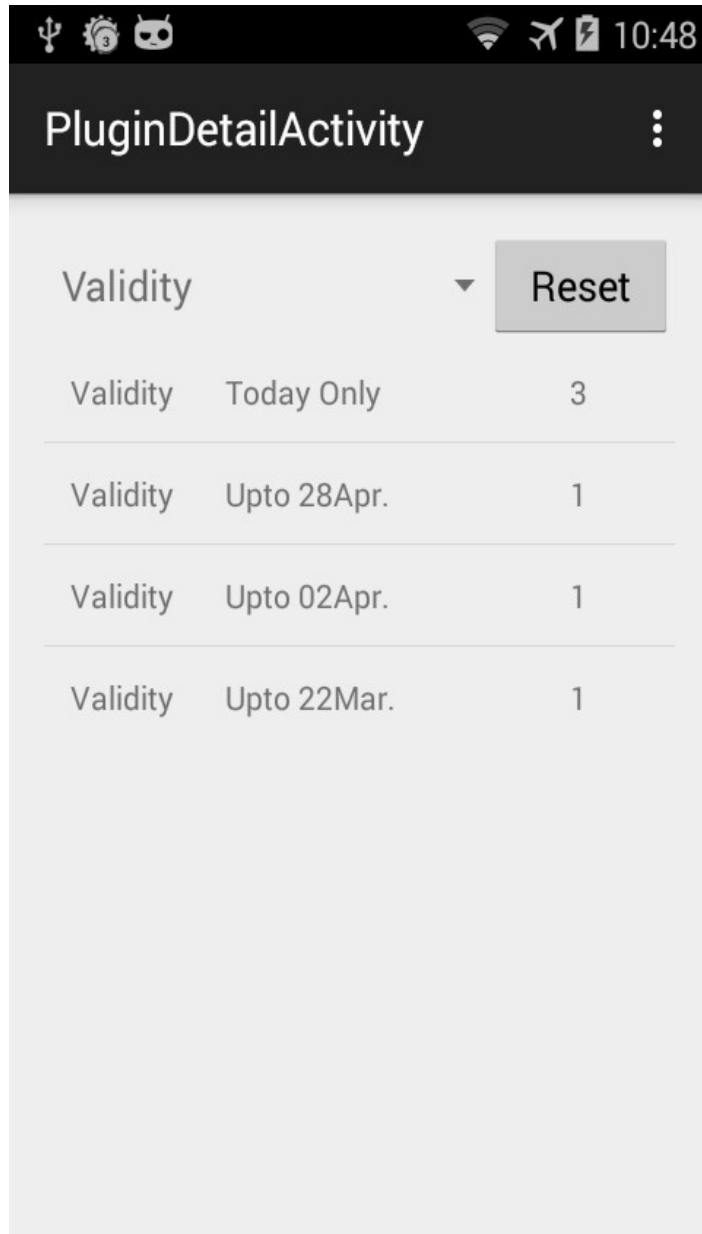 3 10:48
PluginDetailActivity
Validity Reset
Validity Today Only 3
Validity Upto 28Apr. 1
Validity Upto 02Apr. 1
Validity Upto 22Mar. 1